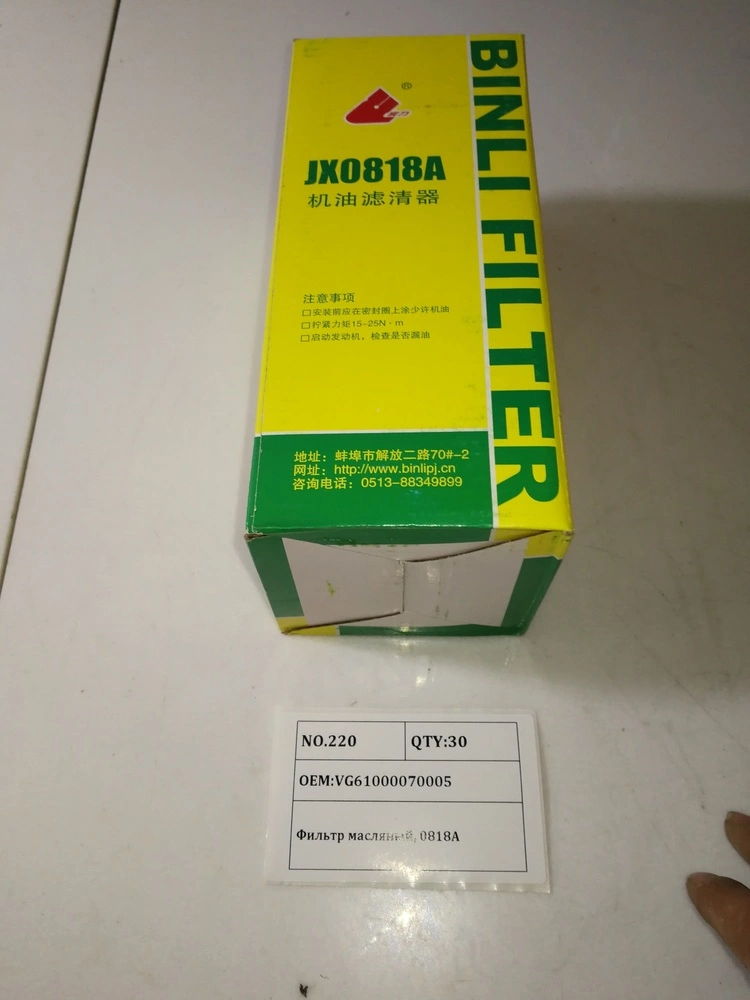 ®
JX0818A
机油滤清器
BINLI FILTER
注意事项
□安装前应在密封圈上涂少许机油
□拧紧力矩15-25N·m
□启动发动机、检查是否漏油
地址：蚌埠市解放二路70#-2
网址：http://www.binlipj.cn
咨询电话：0513-88349899
NO.220
QTY:30
OEM:VG61000070005
Фильтр масляный, 0818A